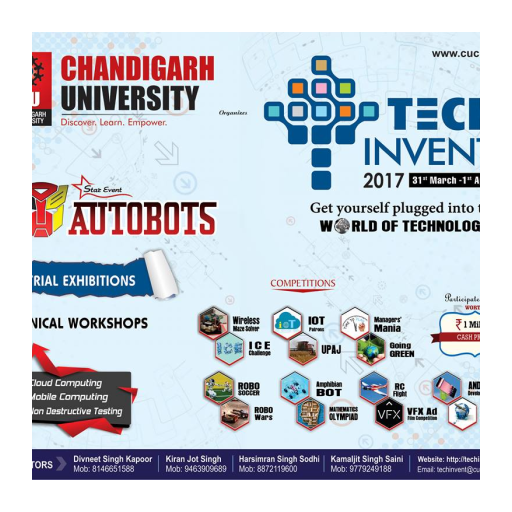 www.cuc
CHANDIGARH
UNIVERSITY
Discover. Learn. Empower.
Organizes
TECH
INVENT
2017 31st March -1st A
Get yourself plugged into t
WORLD OF TECHNOLOG
Star Event
AUTOBOTS
TRIAL EXHIBITIONS
NICAL WORKSHOPS
Cloud Computing
Mobile Computing
Non Destructive Testing
COMPETITIONS
Wireless
Maze Solver
IOT
Managers'
Mania
ICE
Challenge
UPAJ
Going
GREEN
ROBO
SOCCER
Amphibian
BOT
RC
Flight
AND
ROBO
Wars
MATHEMATICS
OLYMPIAD
VFX
VFX Ad
Film Competition
Participate
WORT
₹ 1 Mil
CASH P
TORS
Divneet Singh Kapoor
Mob: 8146651588
Kiran Jot Singh
Mob: 9463909689
Harsimran Singh Sodhi
Mob: 8872119600
Kamaljit Singh Saini
Mob: 9779249188
Website: http://techi
Email: techinvent@cu